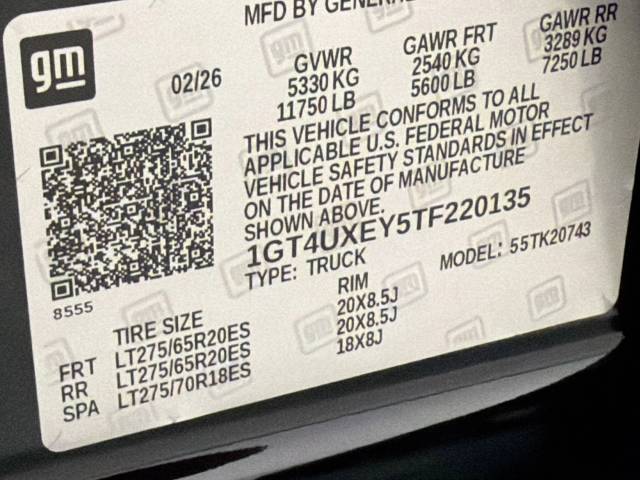 MFD BY GENERAL
gm
02/26
GVWR
5330 KG
11750 LB
GAWR FRT
2540 KG
5600 LB
GAWR RR
3289 KG
7250 LB
THIS VEHICLE CONFORMS TO ALL
APPLICABLE U.S. FEDERAL MOTOR
VEHICLE SAFETY STANDARDS IN EFFECT
ON THE DATE OF MANUFACTURE
SHOWN ABOVE.
1GT4UXEY5TF220135
TYPE: TRUCK
MODEL: 55TK20743
8555
TIRE SIZE RIM
FRT LT275/65R20ES 20X8.5J
RR LT275/65R20ES 20X8.5J
SPA LT275/70R18ES 18X8J